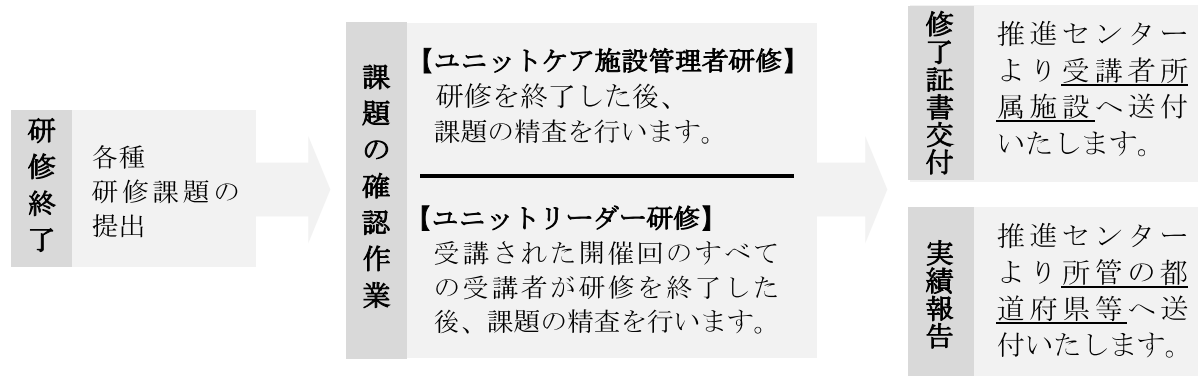 研修終了
各種
研修課題の
提出
課題の確認作業
【ユニットケア施設管理者研修】
研修を終了した後、
課題の精査を行います。
【ユニットリーダー研修】
受講された開催回のすべて
の受講者が研修を終了した
後、課題の精査を行います。
修了証書交付
推進センター
より受講者所
属施設へ送付
いたします。
実績報告
推進センター
より所管の都
道府県等へ送
付いたします。